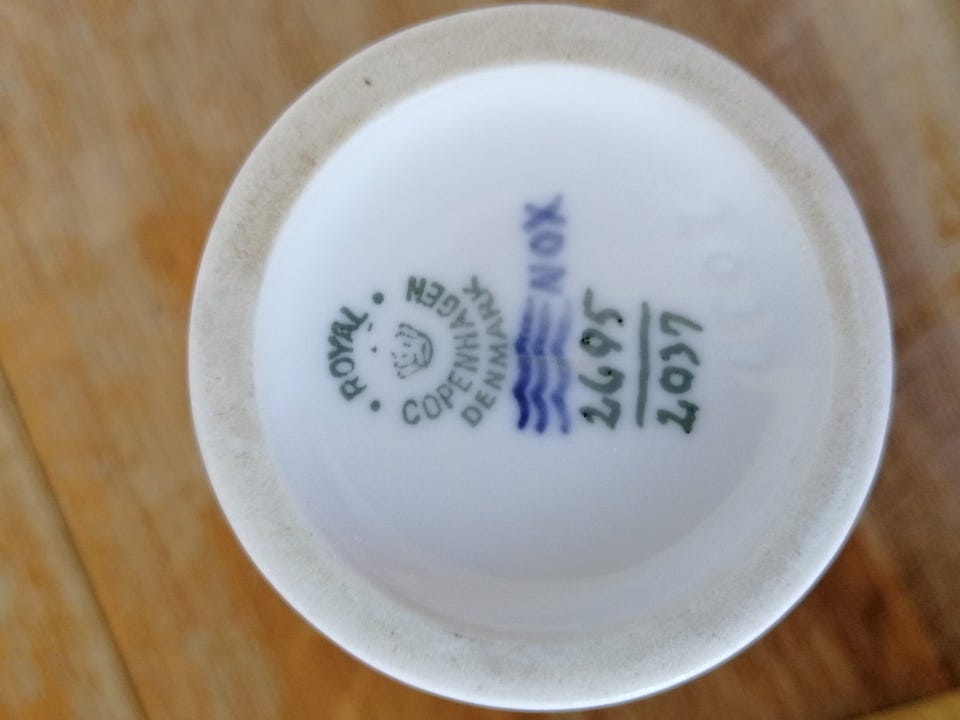 ROYAL
COPENHAGEN
DENMARK
NOX
2695
2037